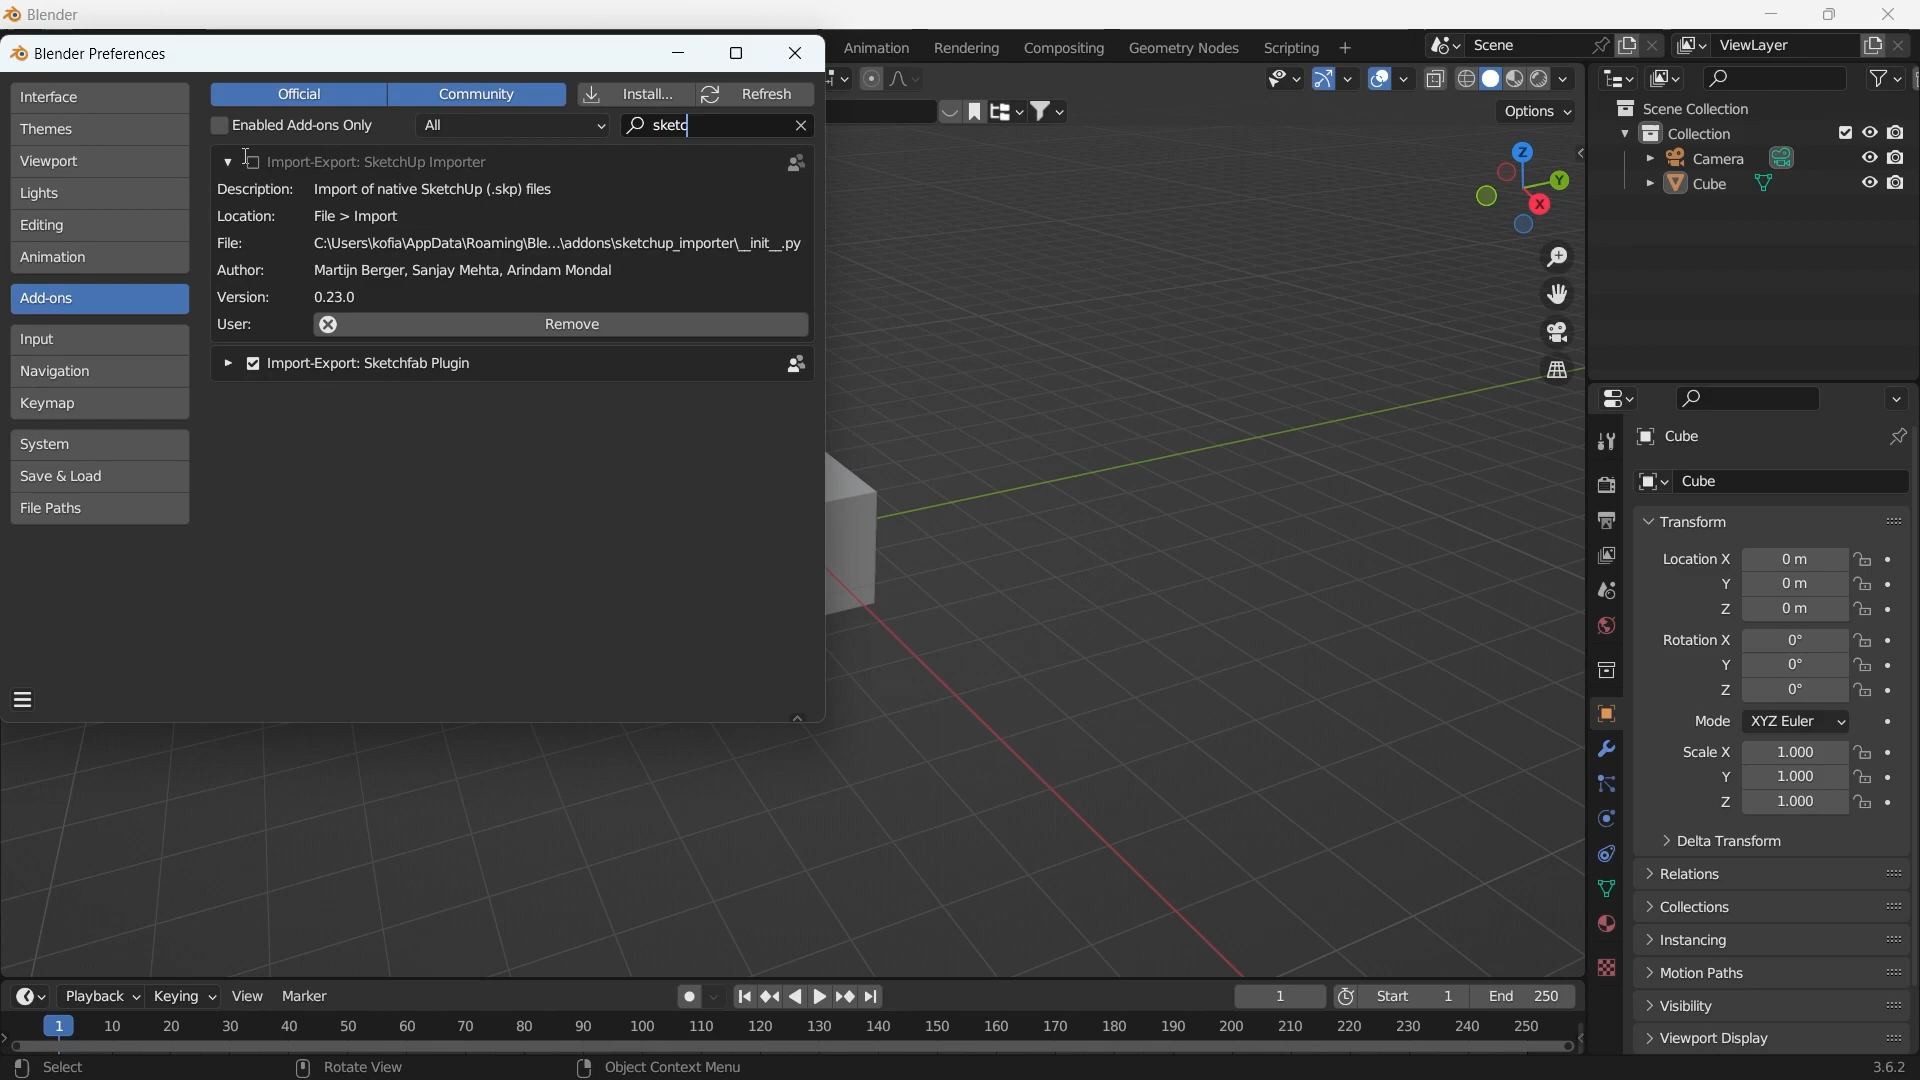 Blender
Blender Preferences
Animation Rendering Compositing Geometry Nodes Scripting +
Scene
ViewLayer
Interface
Themes
Viewport
Lights
Editing
Animation
Add-ons
Input
Navigation
Keymap
System
Save & Load
File Paths
Official Community Install... Refresh
Enabled Add-ons Only All sketc
Import-Export: SketchUp Importer
Description: Import of native SketchUp (.skp) files
Location: File > Import
File: C:\Users\kofia\AppData\Roaming\Ble...\addons\sketchup_importer\__init__.py
Author: Martijn Berger, Sanjay Mehta, Arindam Mondal
Version: 0.23.0
User: Remove
Import-Export: Sketchfab Plugin
Options
Z
Y
X
Scene Collection
Collection
Camera
Cube
Cube
Cube
Transform
Location X 0 m
Y 0 m
Z 0 m
Rotation X 0°
Y 0°
Z 0°
Mode XYZ Euler
Scale X 1.000
Y 1.000
Z 1.000
Delta Transform
Relations
Collections
Instancing
Motion Paths
Visibility
Viewport Display
Playback Keying View Marker 1 Start 1 End 250
1 10 20 30 40 50 60 70 80 90 100 110 120 130 140 150 160 170 180 190 200 210 220 230 240 250
Select Rotate View Object Context Menu 3.6.2